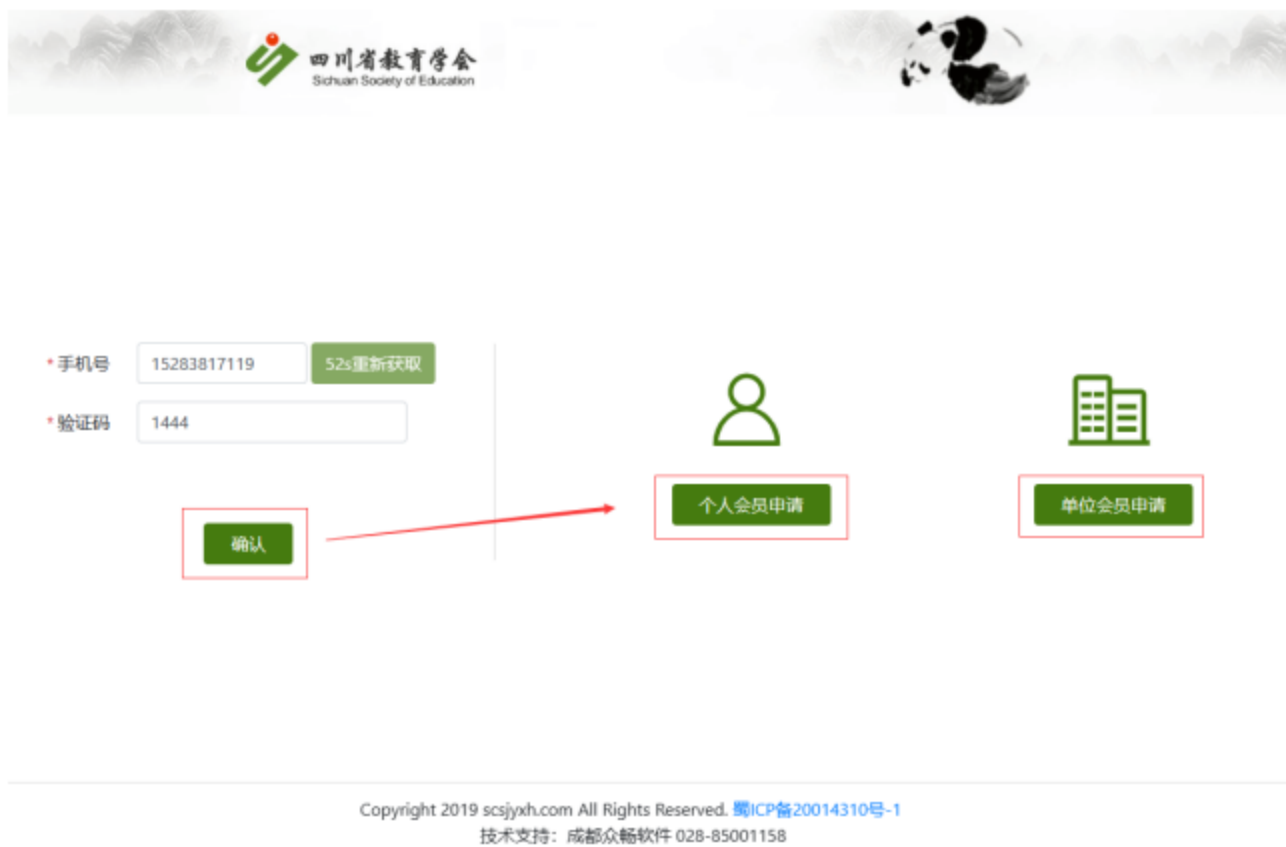 四川省教育学会
Sichuan Society of Education
*手机号 15283817119 52s重新获取
*验证码 1444
确认
个人会员申请 单位会员申请
Copyright 2019 scsjyxh.com All Rights Reserved. 蜀ICP备20014310号-1
技术支持：成都众畅软件 028-85001158